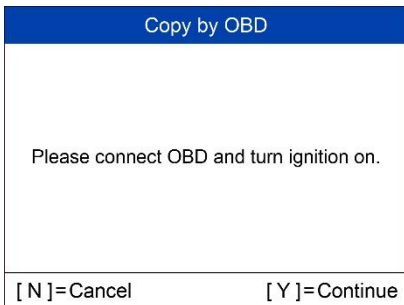 Copy by OBD
Please connect OBD and turn ignition on.
[ N ]=Cancel [ Y ]=Continue